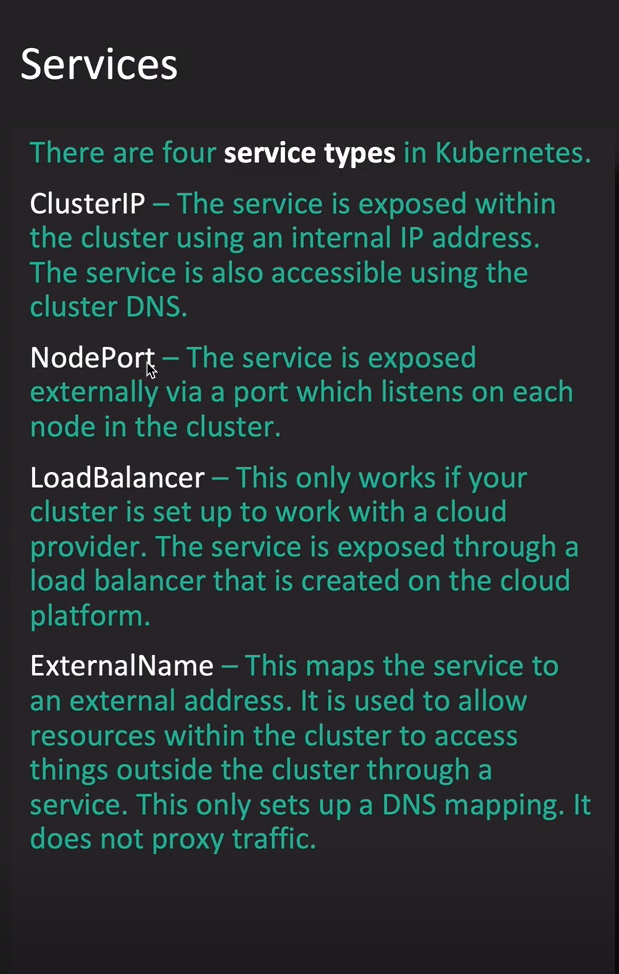 Services
There are four service types in Kubernetes.
ClusterIP – The service is exposed within
the cluster using an internal IP address.
The service is also accessible using the
cluster DNS.
NodePort – The service is exposed
externally via a port which listens on each
node in the cluster.
LoadBalancer – This only works if your
cluster is set up to work with a cloud
provider. The service is exposed through a
load balancer that is created on the cloud
platform.
ExternalName – This maps the service to
an external address. It is used to allow
resources within the cluster to access
things outside the cluster through a
service. This only sets up a DNS mapping. It
does not proxy traffic.